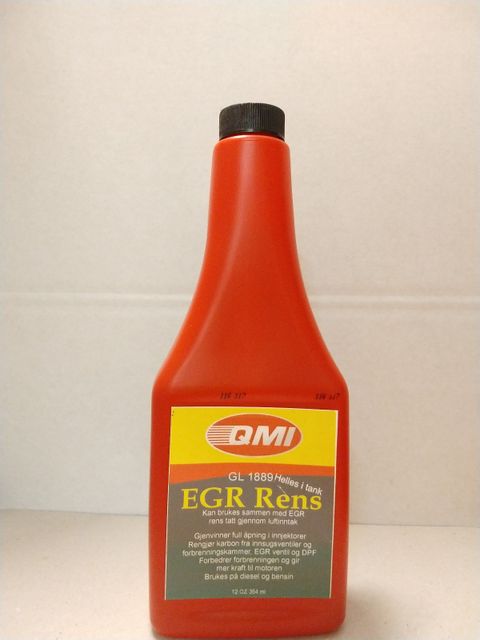 QMI
GL 1889 Helles i tank
EGR Rens
Kan brukes sammen med EGR
rens tatt gjennom luftinntak
Gjenvinner full åpning i innjektorer
Rengjør karbon fra innsugsventiler og
forbrenningskammer, EGR ventil og DPF
Forbedrer forbrenningen og gir
mer kraft til motoren
Brukes på diesel og bensin
12 OZ 354 ml